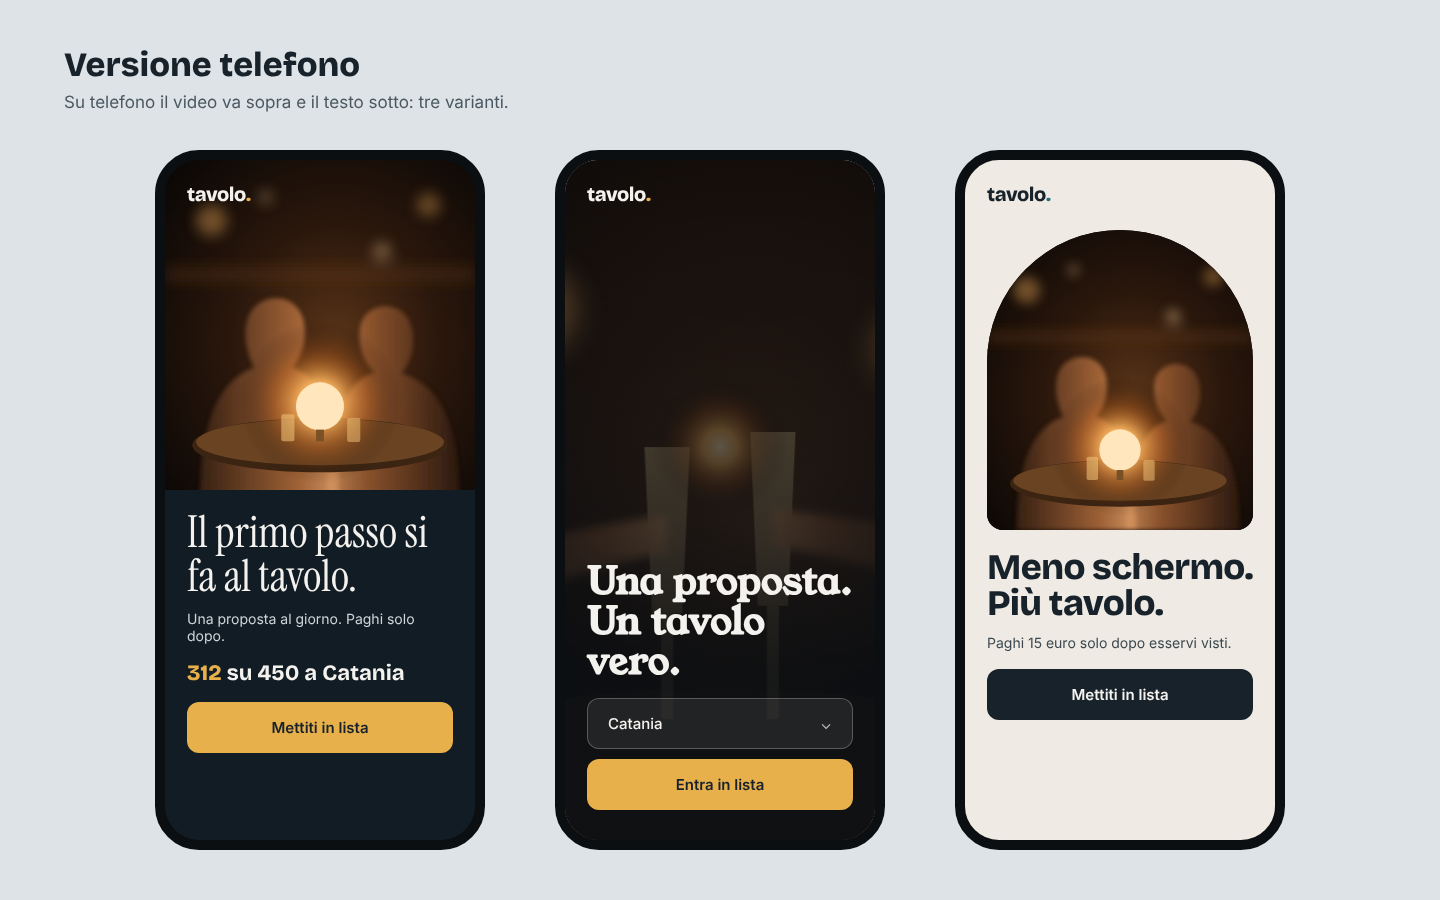 Versione telefono
Su telefono il video va sopra e il testo sotto: tre varianti.
tavolo.
Il primo passo si
fa al tavolo.
Una proposta al giorno. Paghi solo
dopo.
312 su 450 a Catania
Mettiti in lista
tavolo.
Una proposta.
Un tavolo
vero.
Catania
Entra in lista
tavolo.
Meno schermo.
Più tavolo.
Paghi 15 euro solo dopo esservi visti.
Mettiti in lista